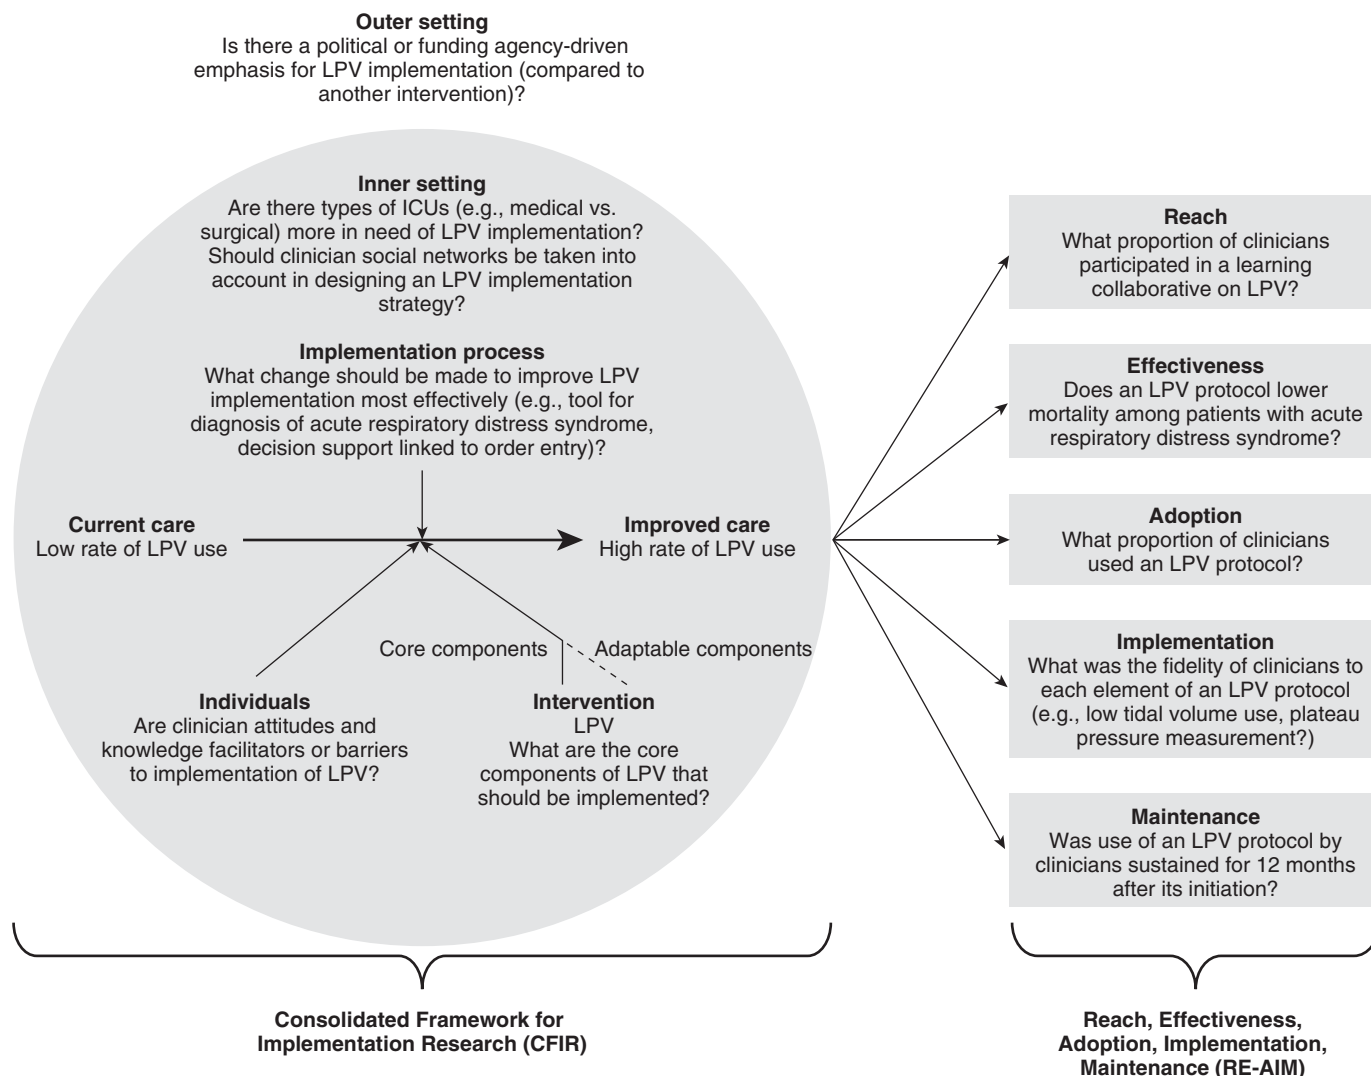 Outer setting
Is there a political or funding agency-driven
emphasis for LPV implementation (compared to
another intervention)?
Inner setting
Are there types of ICUs (e.g., medical vs.
surgical) more in need of LPV implementation?
Should clinician social networks be taken into
account in designing an LPV implementation
strategy?
Implementation process
What change should be made to improve LPV
implementation most effectively (e.g., tool for
diagnosis of acute respiratory distress syndrome,
decision support linked to order entry)?
Current care
Low rate of LPV use
Improved care
High rate of LPV use
Core components
Adaptable components
Individuals
Are clinician attitudes and
knowledge facilitators or barriers
to implementation of LPV?
Intervention
LPV
What are the core
components of LPV that
should be implemented?
Consolidated Framework for
Implementation Research (CFIR)
Reach
What proportion of clinicians
participated in a learning
collaborative on LPV?
Effectiveness
Does an LPV protocol lower
mortality among patients with acute
respiratory distress syndrome?
Adoption
What proportion of clinicians
used an LPV protocol?
Implementation
What was the fidelity of clinicians to
each element of an LPV protocol
(e.g., low tidal volume use, plateau
pressure measurement?)
Maintenance
Was use of an LPV protocol by
clinicians sustained for 12 months
after its initiation?
Reach, Effectiveness,
Adoption, Implementation,
Maintenance (RE-AIM)